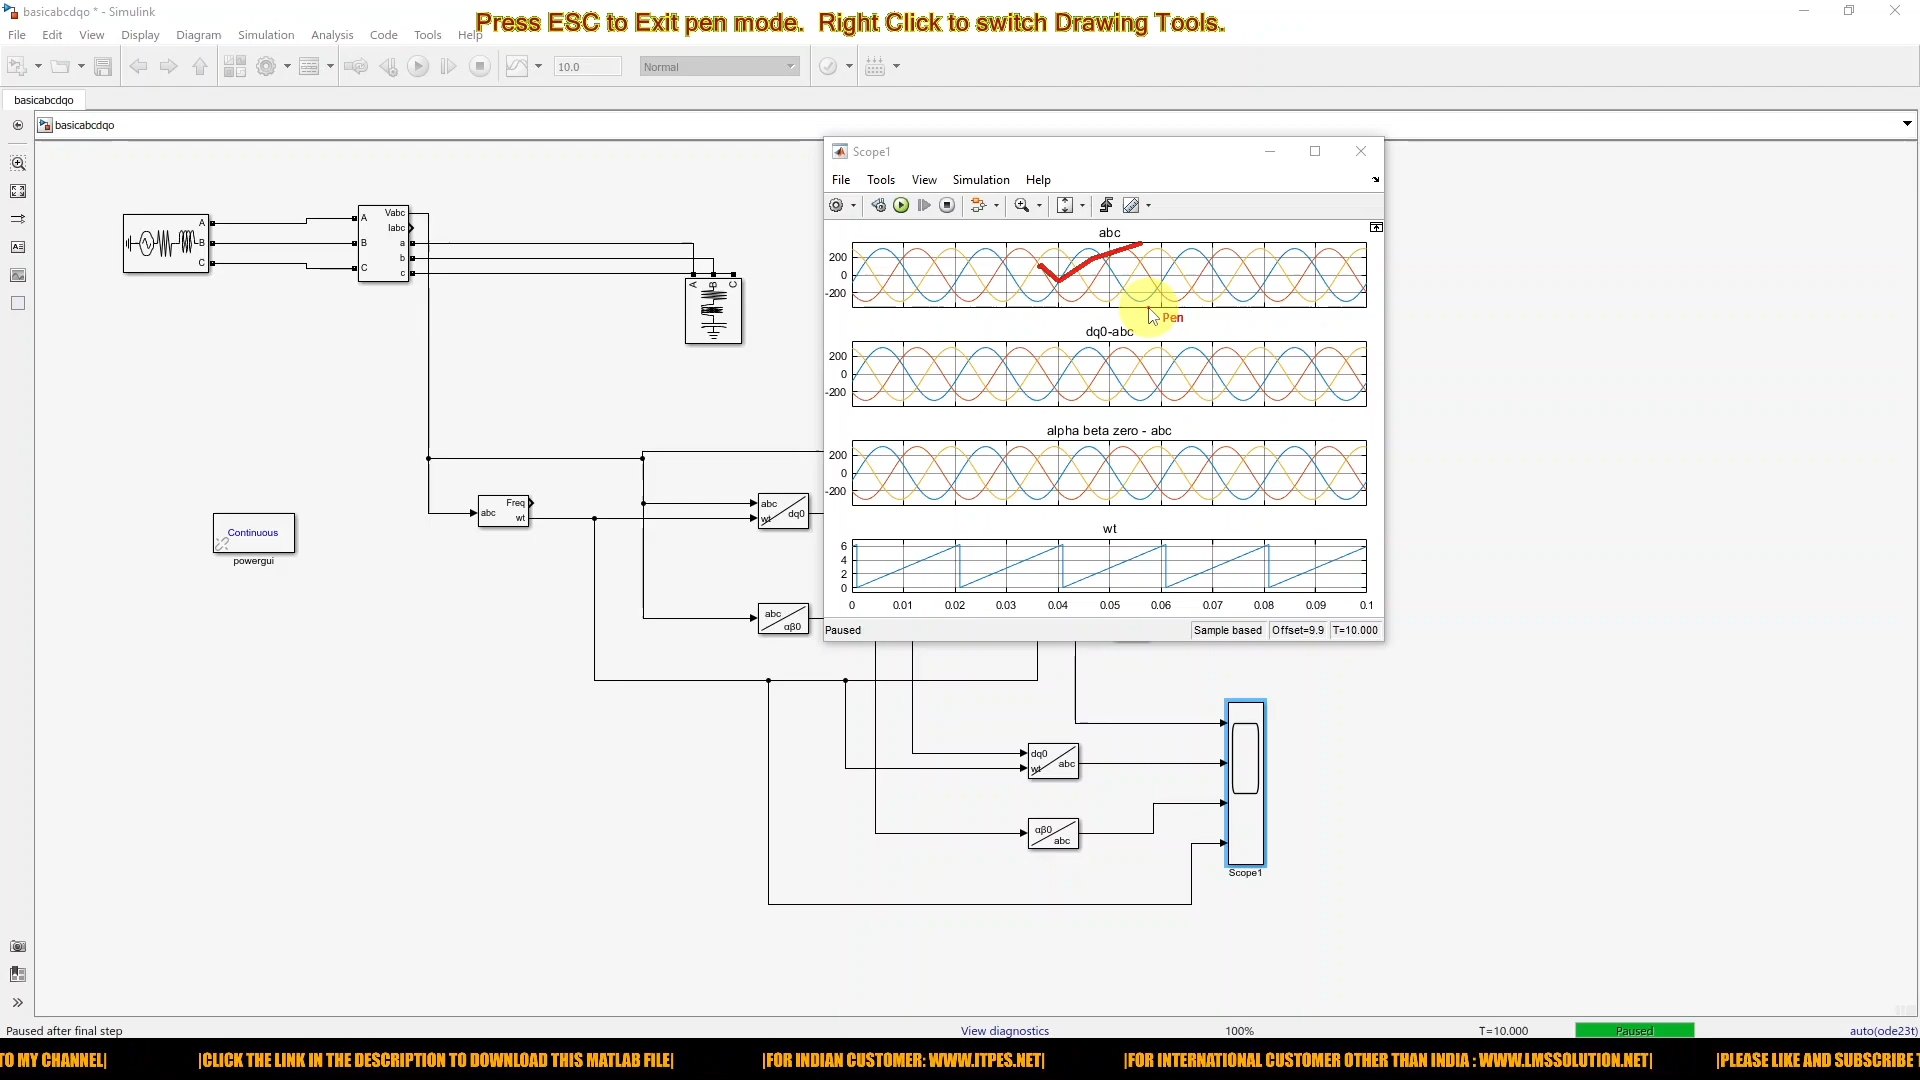 basicabcdqo * - Simulink
Press ESC to Exit pen mode. Right Click to switch Drawing Tools.
File Edit View Display Diagram Simulation Analysis Code Tools Help
10.0 Normal
basicabcdqo
basicabcdqo
Scope1
File Tools View Simulation Help
abc
200
0
-200
Pen
dq0-abc
200
0
-200
alpha beta zero - abc
200
0
-200
wt
6
4
2
0
0 0.01 0.02 0.03 0.04 0.05 0.06 0.07 0.08 0.09 0.1
Paused Sample based Offset=9.9 T=10.000
A
B
C
A
B
C
Vabc
Iabc
a
b
c
A B C
Continuous
powergui
abc
Freq
wt
abc
wt
dq0
abc
αβ0
dq0
wt
abc
αβ0
abc
Scope1
Paused after final step View diagnostics 100% T=10.000 Paused auto(ode23t)
TO MY CHANNEL| |CLICK THE LINK IN THE DESCRIPTION TO DOWNLOAD THIS MATLAB FILE| |FOR INDIAN CUSTOMER: WWW.ITPES.NET| |FOR INTERNATIONAL CUSTOMER OTHER THAN INDIA : WWW.LMSSOLUTION.NET| |PLEASE LIKE AND SUBSCRIBE T